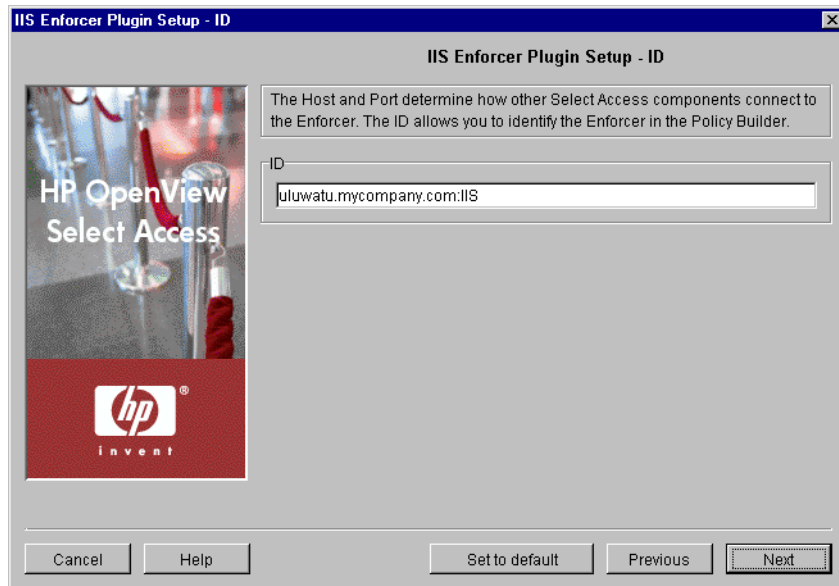 IIS Enforcer Plugin Setup - ID
IIS Enforcer Plugin Setup - ID
The Host and Port determine how other Select Access components connect to
the Enforcer. The ID allows you to identify the Enforcer in the Policy Builder.
ID
uluwatu.mycompany.com:IIS
HP OpenView
Select Access
hp ®
invent
Cancel
Help
Set to default
Previous
Next